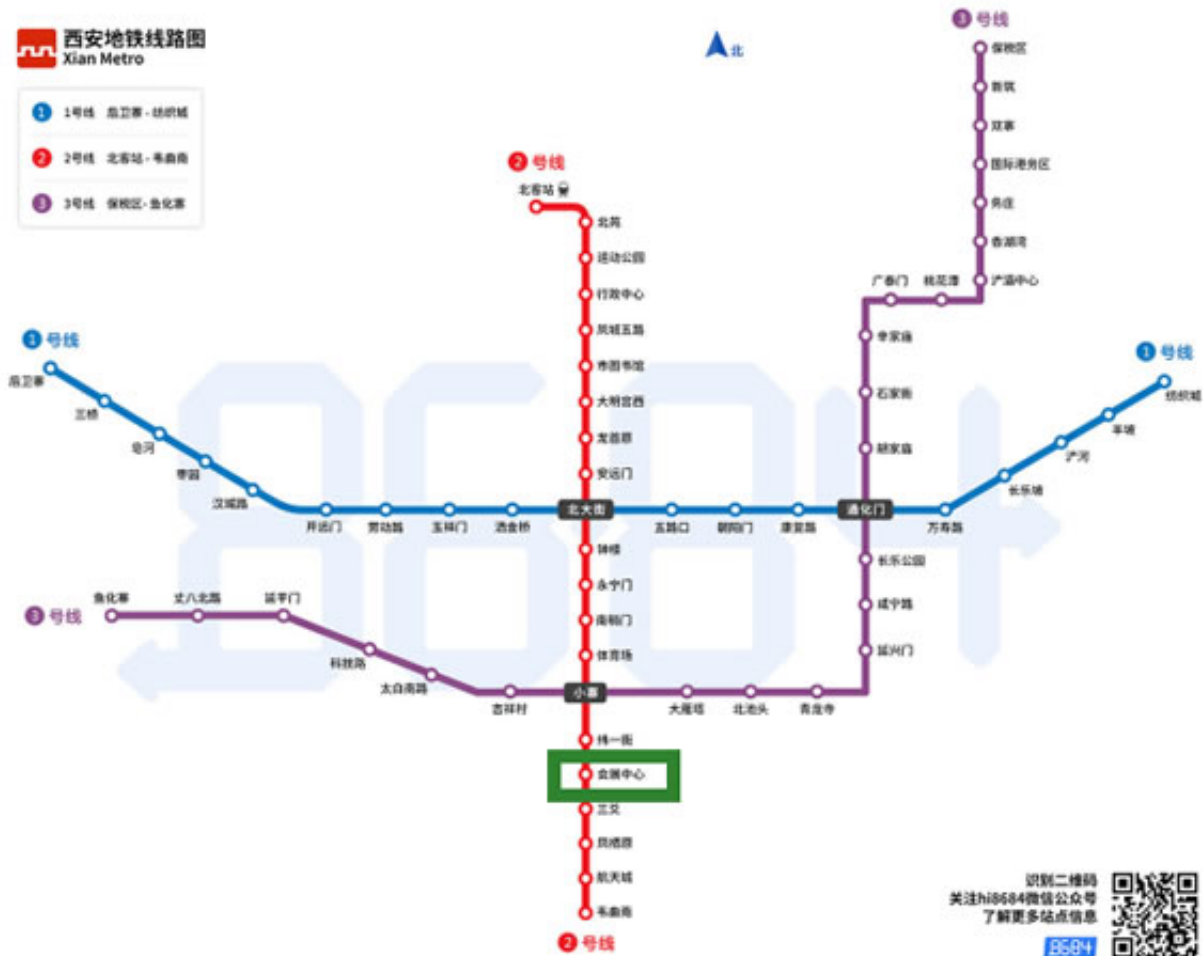 西安地铁线路图
Xian Metro
北
1 1号线 后卫寨-纺织城
2 2号线 北客站-韦曲南
3 3号线 保税区-鱼化寨
3 号线
保税区
新筑
双寨
国际港务区
务庄
香湖湾
浐灞中心
桃花潭
广泰门
辛家庙
石家街
胡家庙
通化门
长乐公园
咸宁路
延兴门
青龙寺
北池头
大雁塔
小寨
吉祥村
太白南路
科技路
延平门
丈八北路
鱼化寨
3 号线
2 号线
北客站
北苑
运动公园
行政中心
凤城五路
市图书馆
大明宫西
龙首原
安远门
北大街
钟楼
永宁门
南稍门
体育场
纬一街
会展中心
三爻
凤栖原
航天城
韦曲南
2 号线
1 号线
后卫寨
三桥
皂河
枣园
汉城路
开远门
劳动路
玉祥门
洒金桥
五路口
朝阳门
康复路
万寿路
长乐坡
浐河
半坡
纺织城
1 号线
8684
识别二维码
关注hi8684微信公众号
了解更多站点信息
8684